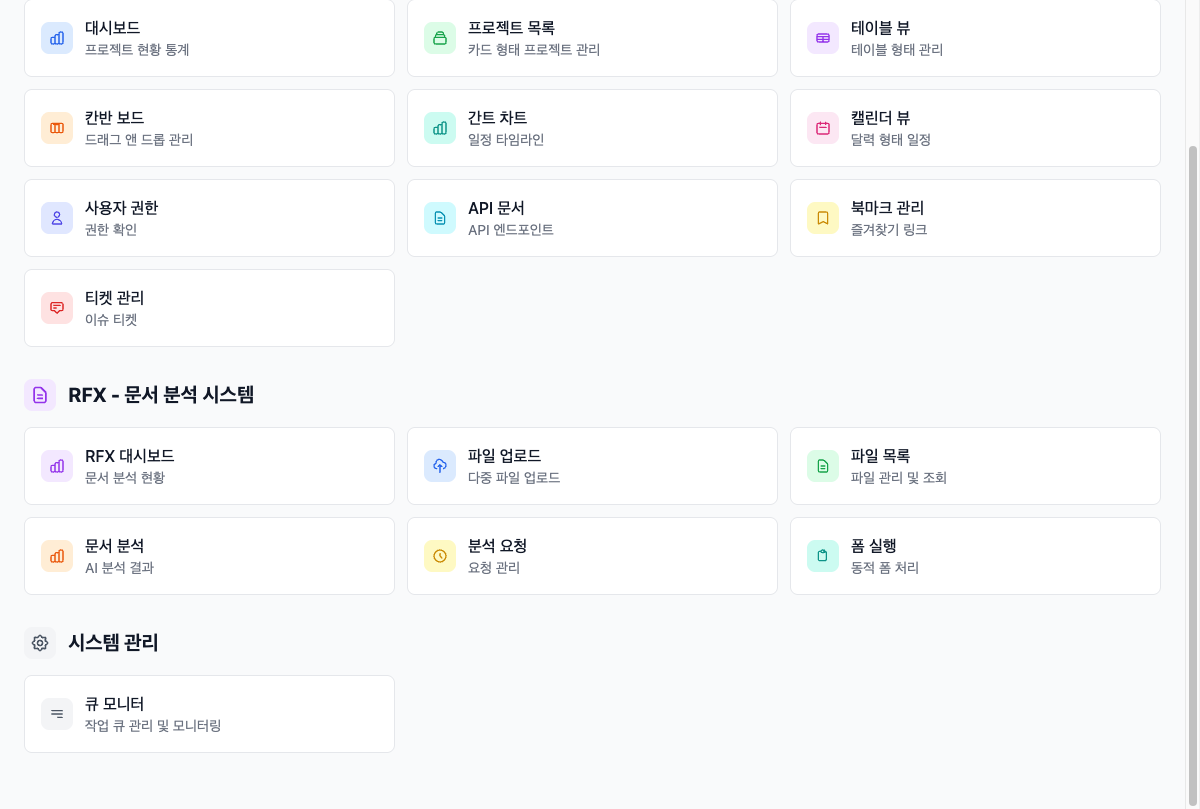 대시보드
프로젝트 현황 통계
프로젝트 목록
카드 형태 프로젝트 관리
테이블 뷰
테이블 형태 관리
칸반 보드
드래그 앤 드롭 관리
간트 차트
일정 타임라인
캘린더 뷰
달력 형태 일정
사용자 권한
권한 확인
API 문서
API 엔드포인트
북마크 관리
즐겨찾기 링크
티켓 관리
이슈 티켓
RFX - 문서 분석 시스템
RFX 대시보드
문서 분석 현황
파일 업로드
다중 파일 업로드
파일 목록
파일 관리 및 조회
문서 분석
AI 분석 결과
분석 요청
요청 관리
폼 실행
동적 폼 처리
시스템 관리
큐 모니터
작업 큐 관리 및 모니터링